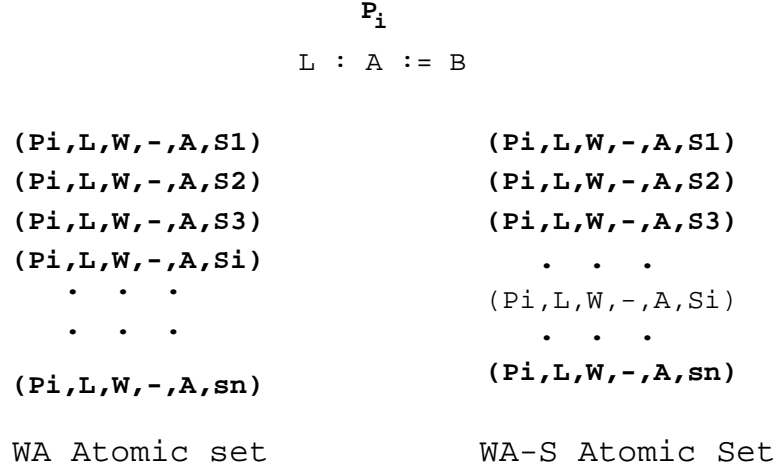 Pi
L : A := B
(Pi,L,W,-,A,S1)
(Pi,L,W,-,A,S2)
(Pi,L,W,-,A,S3)
(Pi,L,W,-,A,Si)
. . .
. . .
(Pi,L,W,-,A,sn)
WA Atomic set
(Pi,L,W,-,A,S1)
(Pi,L,W,-,A,S2)
(Pi,L,W,-,A,S3)
. . .
(Pi,L,W,-,A,Si)
. . .
(Pi,L,W,-,A,sn)
WA-S Atomic Set